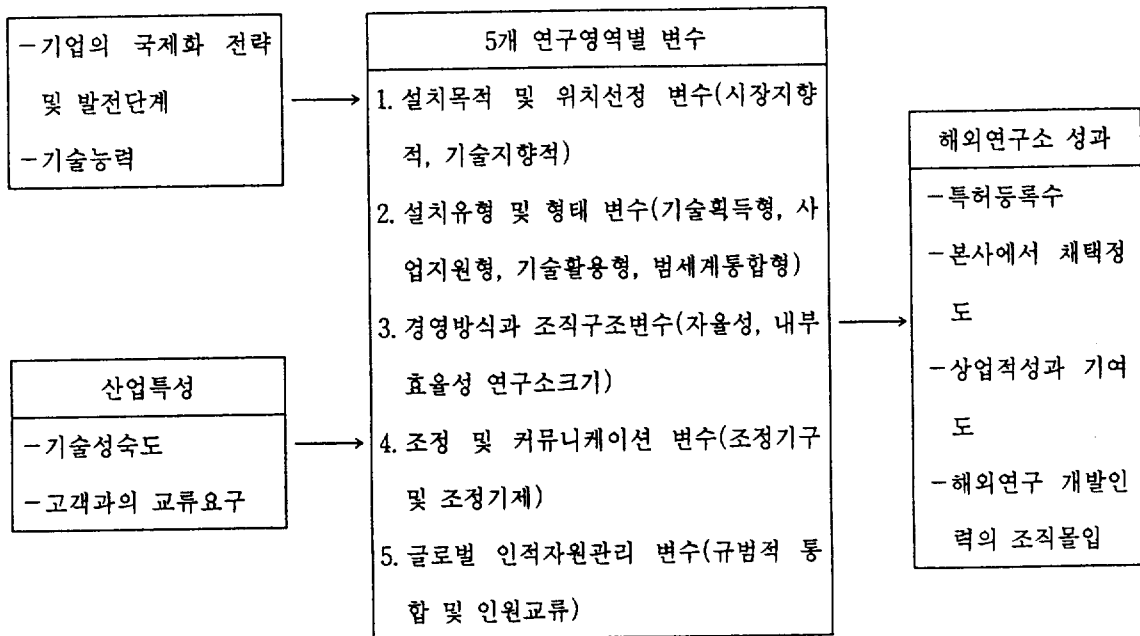 -기업의 국제화 전략
및 발전단계
-기술능력
산업특성
-기술성숙도
-고객과의 교류요구
5개 연구영역별 변수
1. 설치목적 및 위치선정 변수(시장지향
적, 기술지향적)
2. 설치유형 및 형태 변수(기술획득형, 사
업지원형, 기술활용형, 범세계통합형)
3. 경영방식과 조직구조변수(자율성, 내부
효율성 연구소크기)
4. 조정 및 커뮤니케이션 변수(조정기구
및 조정기제)
5. 글로벌 인적자원관리 변수(규범적 통
합 및 인원교류)
해외연구소 성과
-특허등록수
-본사에서 채택정
도
-상업적성과 기여
도
-해외연구 개발인
력의 조직몰입